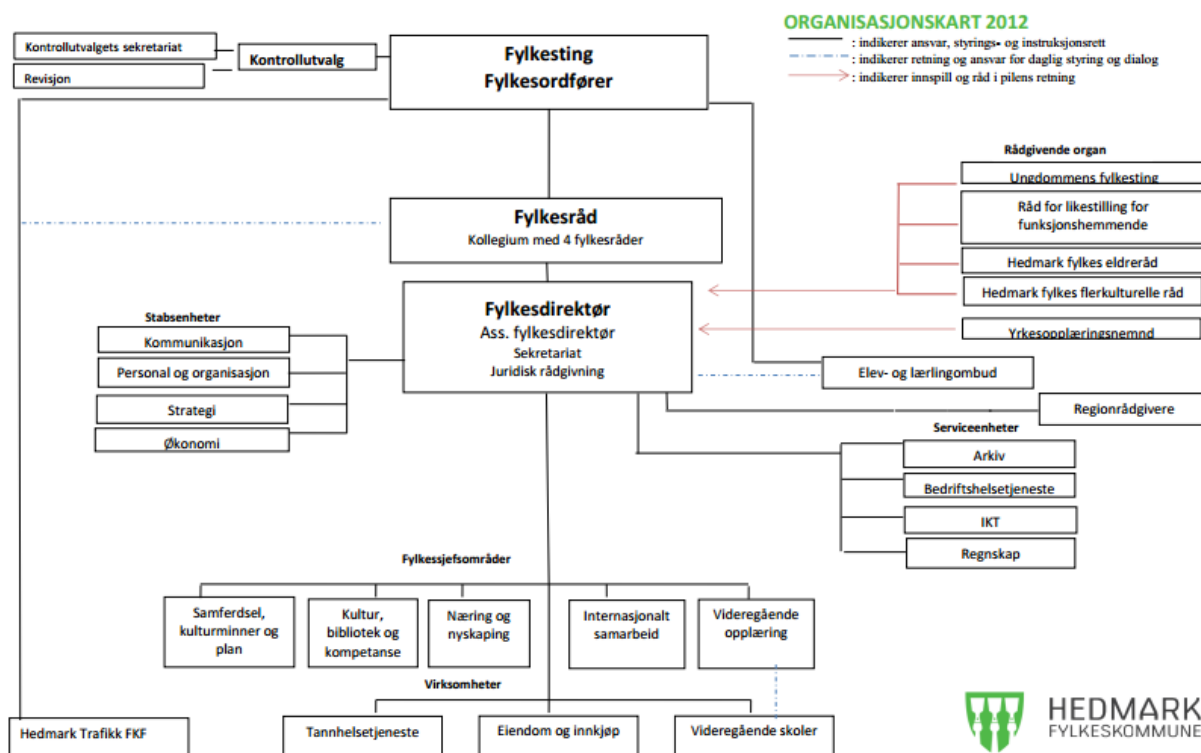 ORGANISASJONSKART 2012
: indikerer ansvar, styrings- og instruksjonsrett
: indikerer retning og ansvar for daglig styring og dialog
: indikerer innspill og råd i pilens retning
Kontrollutvalgets sekretariat
Revisjon
Kontrollutvalg
Fylkesting
Fylkesordfører
Rådgivende organ
Ungdommens fylkesting
Råd for likestilling for
funksjonshemmende
Hedmark fylkes eldreråd
Hedmark fylkes flerkulturelle råd
Yrkesopplæringsnemnd
Fylkesråd
Kollegium med 4 fylkesråder
Fylkesdirektør
Ass. fylkesdirektør
Sekretariat
Juridisk rådgivning
Stabsenheter
Kommunikasjon
Personal og organisasjon
Strategi
Økonomi
Elev- og lærlingombud
Regionrådgivere
Serviceenheter
Arkiv
Bedriftshelsetjeneste
IKT
Regnskap
Fylkessjefsområder
Samferdsel,
kulturminner og
plan
Kultur,
bibliotek og
kompetanse
Næring og
nyskaping
Internasjonalt
samarbeid
Videregående
opplæring
Virksomheter
Hedmark Trafikk FKF
Tannhelsetjeneste
Eiendom og innkjøp
Videregående skoler
HEDMARK
FYLKESKOMMUNE